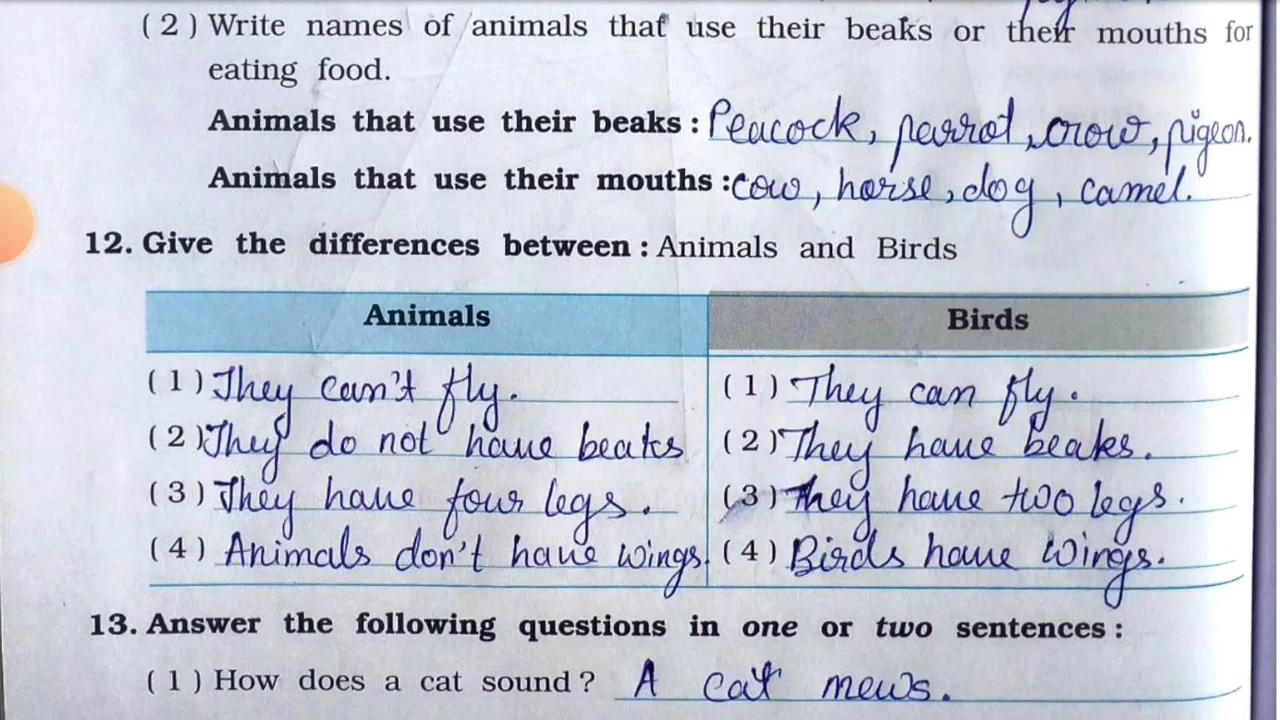 ( 2 ) Write names of animals that use their beaks or their mouths for
eating food.
Animals that use their beaks : Peacock, parrot, crow, pigeon.
Animals that use their mouths : cow, horse, dog, camel.
12. Give the differences between : Animals and Birds
Animals
Birds
( 1 ) They can't fly.
( 1 ) They can fly.
( 2 ) They do not have beaks
( 2 ) They have beaks.
( 3 ) They have four legs.
( 3 ) They have two legs.
( 4 ) Animals don't have wings.
( 4 ) Birds have wings.
13. Answer the following questions in one or two sentences :
( 1 ) How does a cat sound ? A cat mews.